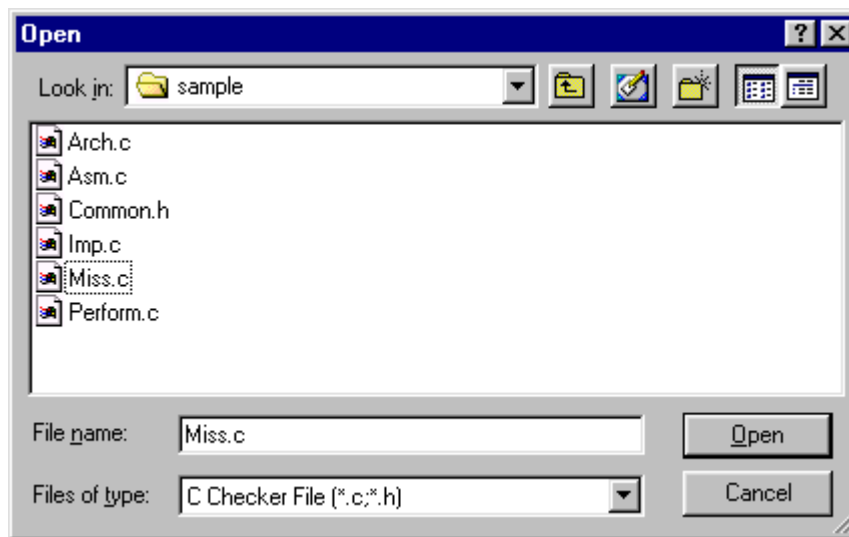 Open
Look in: sample
Arch.c
Asm.c
Common.h
Imp.c
Miss.c
Perform.c
File name: Miss.c Open
Files of type: C Checker File (*.c;*.h) Cancel